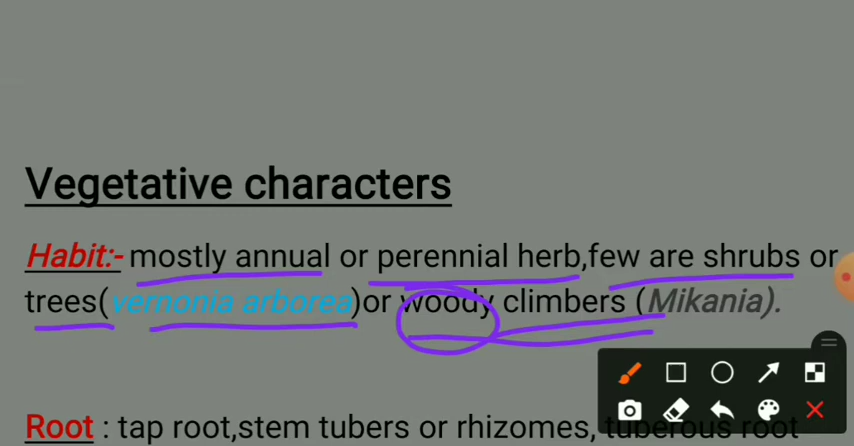 Vegetative characters
Habit:- mostly annual or perennial herb,few are shrubs or
trees(vernonia arborea)or woody climbers (Mikania).
Root : tap root,stem tubers or rhizomes, tuberous root